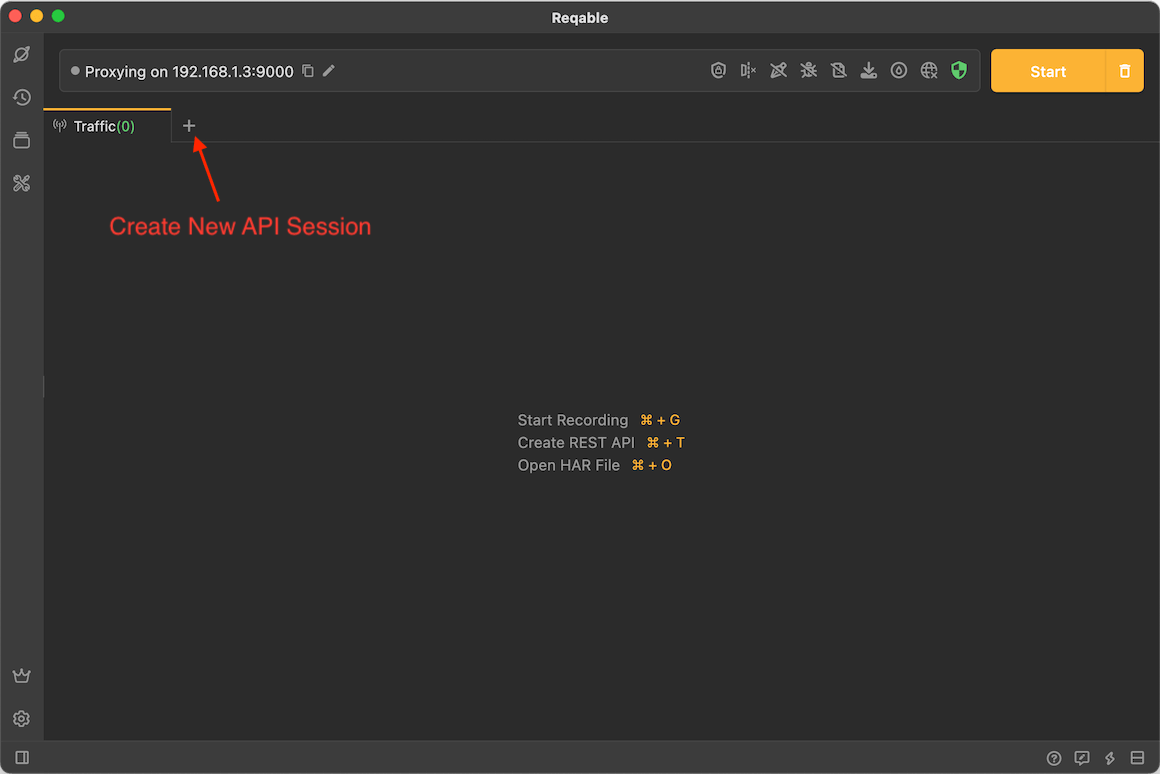 Reqable
Proxying on 192.168.1.3:9000
Start
Traffic(0)
Create New API Session
Start Recording ⌘ + G
Create REST API ⌘ + T
Open HAR File ⌘ + O